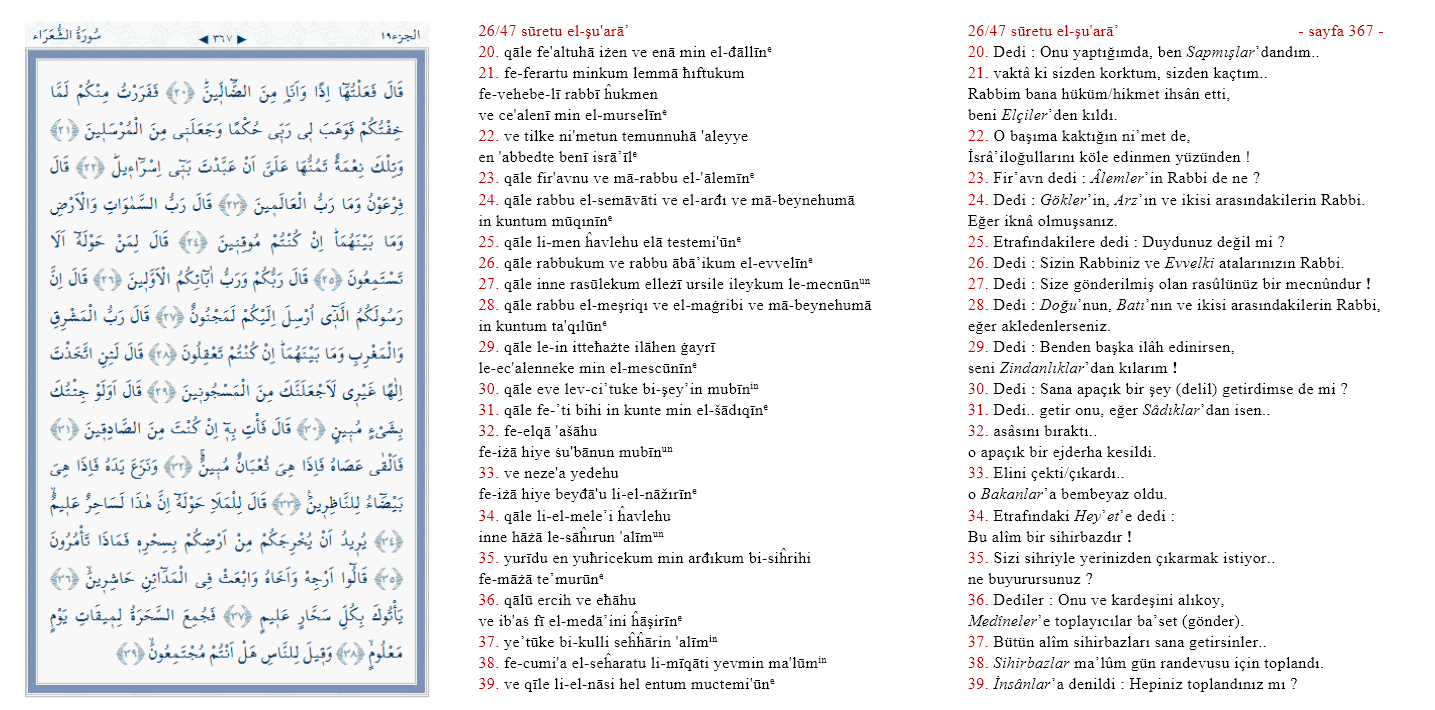 سُورَةُ الشُّعَرَاء
◄ ٣٦٧ ►
الجزء١٩
قَالَ فَعَلْتُهَٓا اِذًا وَاَنَا۬ مِنَ الضَّٓالّ۪ينَۜ ﴿٢٠﴾ فَفَرَرْتُ مِنْكُمْ لَمَّا
خِفْتُكُمْ فَوَهَبَ ل۪ي رَبّ۪ي حُكْمًا وَجَعَلَن۪ي مِنَ الْمُرْسَل۪ينَ ﴿٢١﴾
وَتِلْكَ نِعْمَةٌ تَمُنُّهَا عَلَيَّ اَنْ عَبَّدْتَ بَن۪ٓي اِسْرَٓاء۪يلَۜ ﴿٢٢﴾ قَالَ
فِرْعَوْنُ وَمَا رَبُّ الْعَالَم۪ينَ ﴿٢٣﴾ قَالَ رَبُّ السَّمٰوَاتِ وَالْاَرْضِ
وَمَا بَيْنَهُمَاۜ اِنْ كُنْتُمْ مُوقِن۪ينَ ﴿٢٤﴾ قَالَ لِمَنْ حَوْلَهُٓ اَلَا
تَسْتَمِعُونَ ﴿٢٥﴾ قَالَ رَبُّكُمْ وَرَبُّ اٰبَٓائِكُمُ الْاَوَّل۪ينَ ﴿٢٦﴾ قَالَ اِنَّ
رَسُولَكُمُ الَّذ۪ٓي اُرْسِلَ اِلَيْكُمْ لَمَجْنُونٌ ﴿٢٧﴾ قَالَ رَبُّ الْمَشْرِقِ
وَالْمَغْرِبِ وَمَا بَيْنَهُمَاۜ اِنْ كُنْتُمْ تَعْقِلُونَ ﴿٢٨﴾ قَالَ لَئِنِ اتَّخَذْتَ
اِلٰهًا غَيْر۪ي لَاَجْعَلَنَّكَ مِنَ الْمَسْجُون۪ينَ ﴿٢٩﴾ قَالَ اَوَلَوْ جِئْتُكَ
بِشَيْءٍ مُب۪ينٍ ﴿٣٠﴾ قَالَ فَأْتِ بِه۪ٓ اِنْ كُنْتَ مِنَ الصَّادِق۪ينَ ﴿٣١﴾
فَاَلْقٰى عَصَاهُ فَاِذَا هِيَ ثُعْبَانٌ مُب۪ينٌۚ ﴿٣٢﴾ وَنَزَعَ يَدَهُ فَاِذَا هِيَ
بَيْضَٓاءُ لِلنَّاظِر۪ينَ۟ ﴿٣٣﴾ قَالَ لِلْمَلَأِ حَوْلَهُٓ اِنَّ هٰذَا لَسَاحِرٌ عَل۪يمٌۙ
﴿٣٤﴾ يُر۪يدُ اَنْ يُخْرِجَكُمْ مِنْ اَرْضِكُمْ بِسِحْرِه۪ فَمَاذَا تَأْمُرُونَ
﴿٣٥﴾ قَالُٓوا اَرْجِهْ وَاَخَاهُ وَابْعَثْ فِي الْمَدَٓائِنِ حَاشِر۪ينَۙ ﴿٣٦﴾
يَأْتُوكَ بِكُلِّ سَحَّارٍ عَل۪يمٍ ﴿٣٧﴾ فَجُمِعَ السَّحَرَةُ لِم۪يقَاتِ يَوْمٍ
مَعْلُومٍۙ ﴿٣٨﴾ وَق۪يلَ لِلنَّاسِ هَلْ اَنْتُمْ مُجْتَمِعُونَۙ ﴿٣٩﴾
26/47 sūretu el-şu'arā’
20. qāle fe'altuhā iżen ve enā min el-đāllīnᵉ
21. fe-ferartu minkum lemmā ħıftukum
fe-vehebe-lī rabbī ĥukmen
ve ce'alenī min el-murselīnᵉ
22. ve tilke ni'metun temunnuhā 'aleyye
en 'abbedte benī isrā’īlᵉ
23. qāle fir'avnu ve mā-rabbu el-'ālemīnᵉ
24. qāle rabbu el-semāvāti ve el-arđı ve mā-beynehumā
in kuntum mūqınīnᵉ
25. qāle li-men ĥavlehu elā testemi'ūnᵉ
26. qāle rabbukum ve rabbu ābā’ikum el-evvelīnᵉ
27. qāle inne rasūlekum elleżī ursile ileykum le-mecnūnᵘⁿ
28. qāle rabbu el-meşriqı ve el-mağribi ve mā-beynehumā
in kuntum ta'qılūnᵉ
29. qāle le-in itteħażte ilāhen ġayrī
le-ec'alenneke min el-mescūnīnᵉ
30. qāle eve lev-ci’tuke bi-şey’in mubīnⁱⁿ
31. qāle fe-’ti bihi in kunte min el-šādıqīnᵉ
32. fe-elqā 'ašāhu
fe-iżā hiye ŝu'bānun mubīnᵘⁿ
33. ve neze'a yedehu
fe-iżā hiye beyđā'u li-el-nāžırīnᵉ
34. qāle li-el-mele’i ĥavlehu
inne hāżā le-sāĥırun 'alīmᵘⁿ
35. yurīdu en yuħricekum min arđıkum bi-siĥrihi
fe-māżā te’murūnᵉ
36. qālū ercih ve eħāhu
ve ib'aŝ fī el-medā’ini ĥāşirīnᵉ
37. ye’tūke bi-kulli seĥĥārin 'alīmⁱⁿ
38. fe-cumi'a el-seĥaratu li-mīqāti yevmin ma'lūmⁱⁿ
39. ve qīle li-el-nāsi hel entum muctemi'ūnᵉ
26/47 sūretu el-şu'arā’ - sayfa 367 -
20. Dedi : Onu yaptığımda, ben Sapmışlar’dandım..
21. vaktâ ki sizden korktum, sizden kaçtım..
Rabbim bana hüküm/hikmet ihsân etti,
beni Elçiler’den kıldı.
22. O başıma kaktığın ni’met de,
İsrâ’iloğullarını köle edinmen yüzünden !
23. Fir’avn dedi : Âlemler’in Rabbi de ne ?
24. Dedi : Gökler’in, Arz’ın ve ikisi arasındakilerin Rabbi.
Eğer iknâ olmuşsanız.
25. Etrafındakilere dedi : Duydunuz değil mi ?
26. Dedi : Sizin Rabbiniz ve Evvelki atalarınızın Rabbi.
27. Dedi : Size gönderilmiş olan rasûlünüz bir mecnûndur !
28. Dedi : Doğu’nun, Batı’nın ve ikisi arasındakilerin Rabbi,
eğer akledenlerseniz.
29. Dedi : Benden başka ilâh edinirsen,
seni Zindanlıklar’dan kılarım !
30. Dedi : Sana apaçık bir şey (delil) getirdimse de mi ?
31. Dedi.. getir onu, eğer Sâdıklar’dan isen..
32. asâsını bıraktı..
o apaçık bir ejderha kesildi.
33. Elini çekti/çıkardı..
o Bakanlar’a bembeyaz oldu.
34. Etrafındaki Hey’et’e dedi :
Bu alîm bir sihirbazdır !
35. Sizi sihriyle yerinizden çıkarmak istiyor..
ne buyurursunuz ?
36. Dediler : Onu ve kardeşini alıkoy,
Medîneler’e toplayıcılar ba’set (gönder).
37. Bütün alîm sihirbazları sana getirsinler..
38. Sihirbazlar ma’lûm gün randevusu için toplandı.
39. İnsânlar’a denildi : Hepiniz toplandınız mı ?